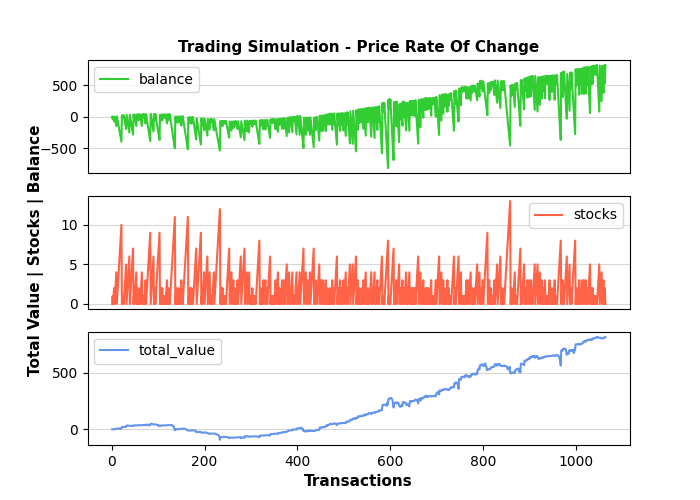 Trading Simulation - Price Rate Of Change
balance
500
0
−500
stocks
10
5
0
total_value
500
0
0 200 400 600 800 1000
Transactions
Total Value | Stocks | Balance